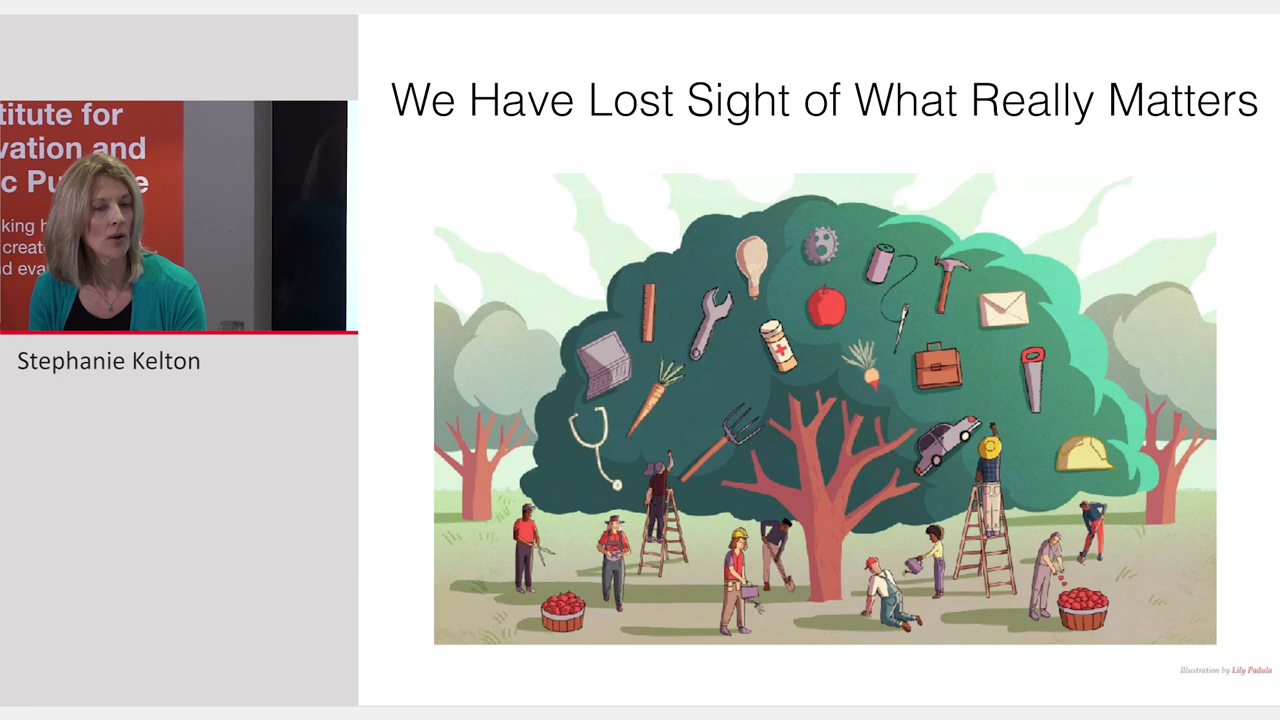 We Have Lost Sight of What Really Matters
titute for
vation and
c Pu e
king h
creat
d eva
Stephanie Kelton
Illustration by Lily Padula